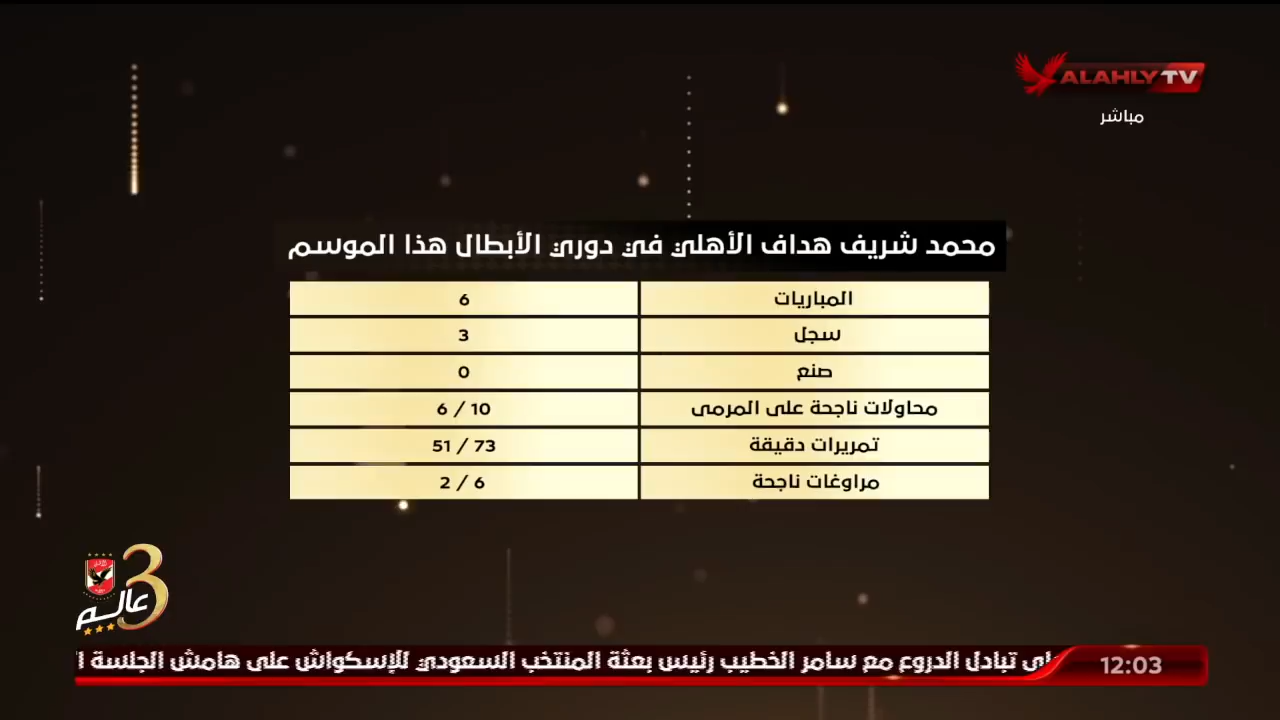 ALAHLY TV
مباشر
محمد شريف هداف الأهلي في دوري الأبطال هذا الموسم
المباريات 6
سجل 3
صنع 0
محاولات ناجحة على المرمى 6 / 10
تمريرات دقيقة 51 / 73
مراوغات ناجحة 2 / 6
3 عالم
تبادل الدروع مع سامر الخطيب رئيس بعثة المنتخب السعودي للإسكواش على هامش الجلسة
12:03